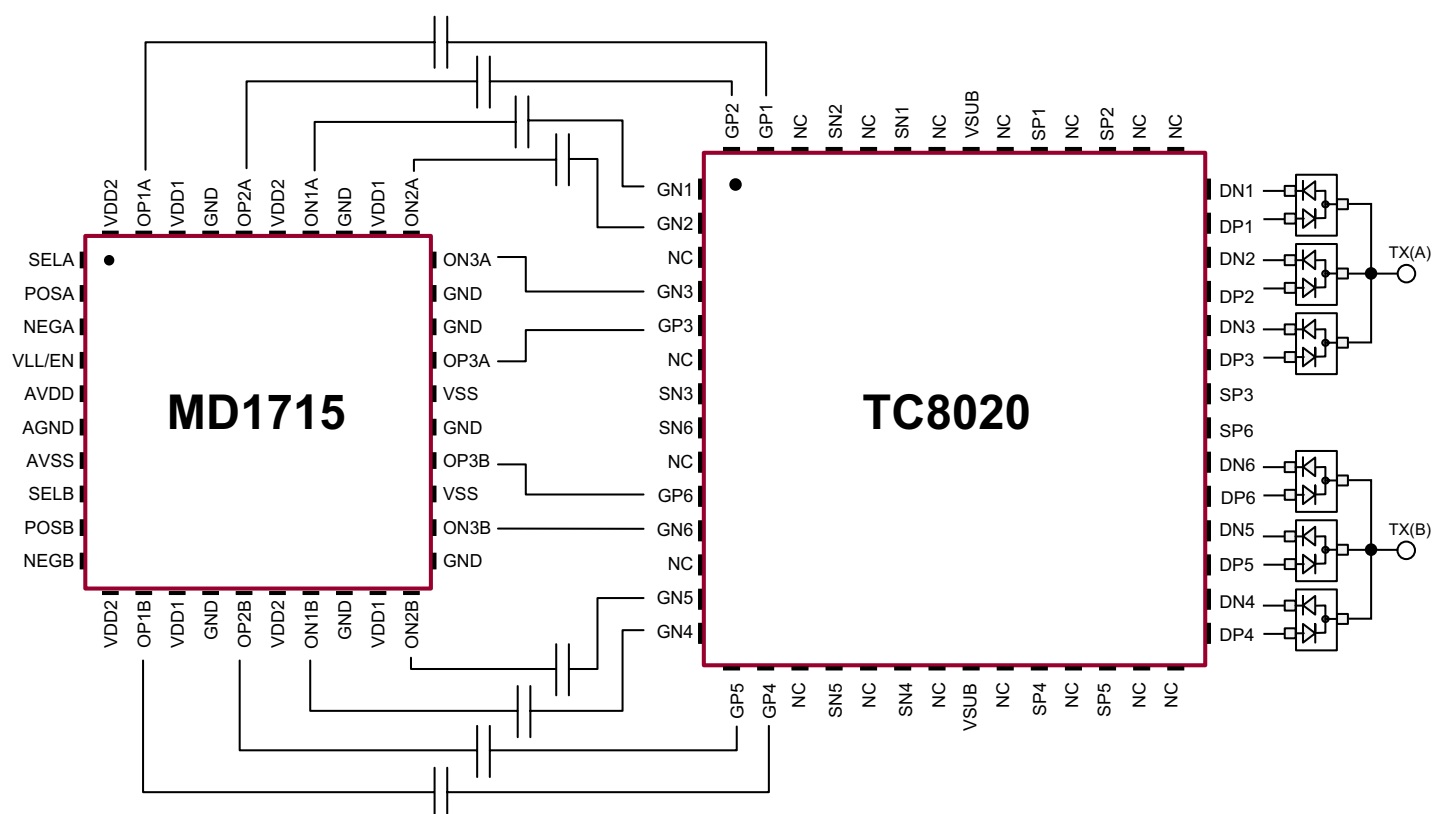 MD1715
VDD2
OP1A
VDD1
GND
OP2A
VDD2
ON1A
GND
VDD1
ON2A
SELA
POSA
NEGA
VLL/EN
AVDD
AGND
AVSS
SELB
POSB
NEGB
ON3A
GND
GND
OP3A
VSS
GND
OP3B
VSS
ON3B
GND
VDD2
OP1B
VDD1
GND
OP2B
VDD2
ON1B
GND
VDD1
ON2B
TC8020
GP2
GP1
NC
SN2
NC
SN1
NC
VSUB
NC
SP1
NC
SP2
NC
NC
GN1
GN2
NC
GN3
GP3
NC
SN3
SN6
NC
GP6
GN6
NC
GN5
GN4
DN1
DP1
DN2
DP2
DN3
DP3
SP3
SP6
DN6
DP6
DN5
DP5
DN4
DP4
GP5
GP4
NC
SN5
NC
SN4
NC
VSUB
NC
SP4
NC
SP5
NC
NC
TX(A)
TX(B)